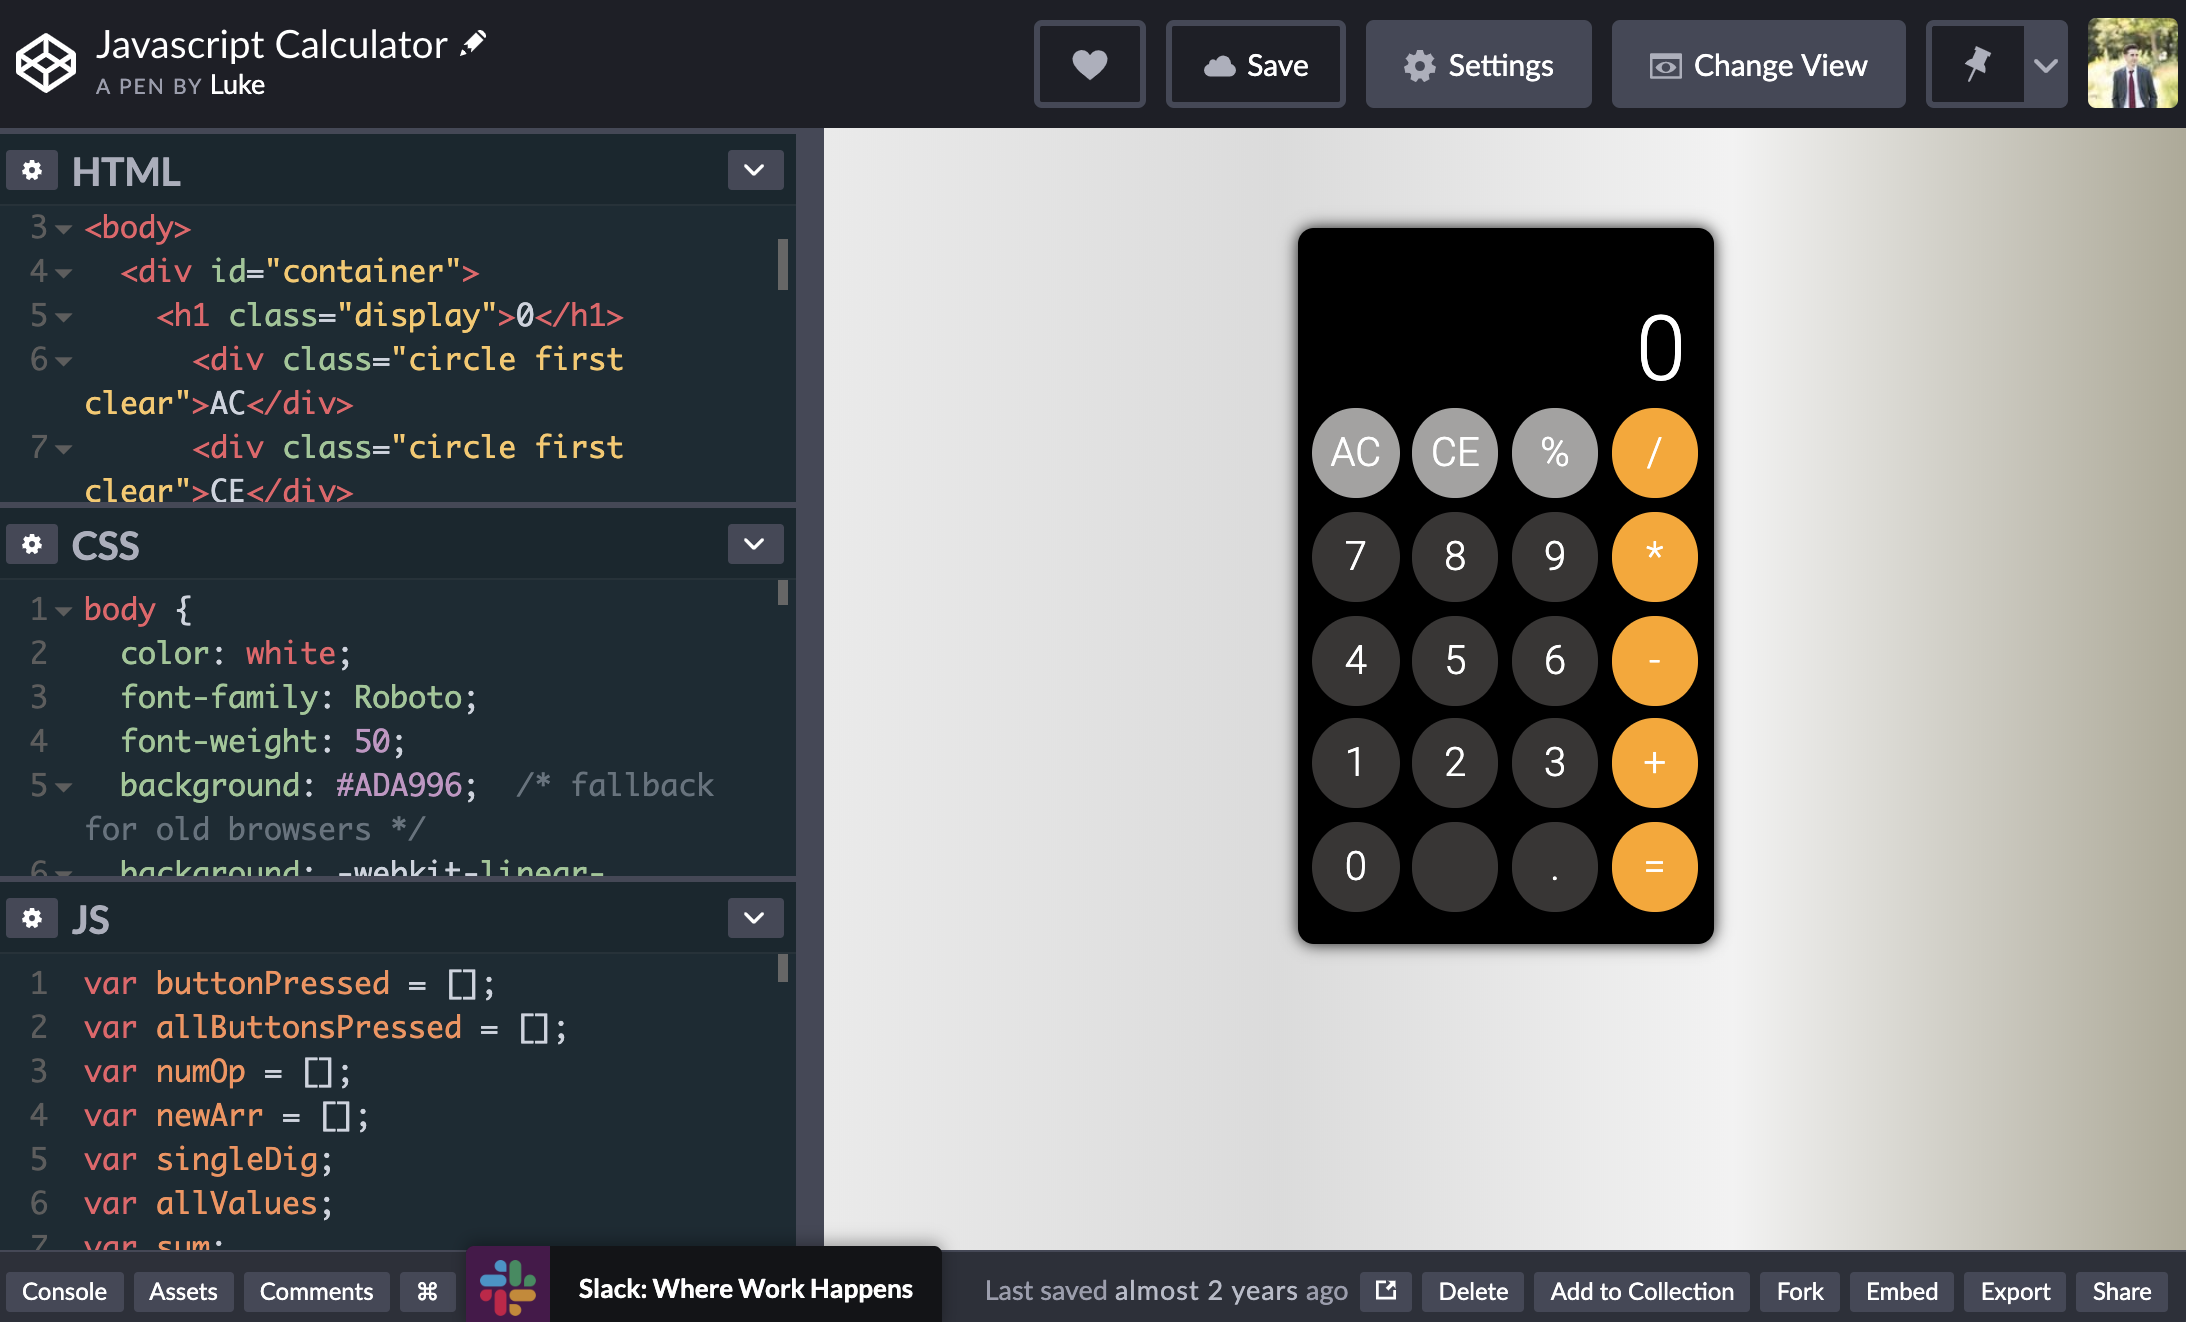 Javascript Calculator
A PEN BY Luke
Save
Settings
Change View
HTML
3 <body>
4 <div id="container">
5 <h1 class="display">0</h1>
6 <div class="circle first
clear">AC</div>
7 <div class="circle first
clear">CE</div>
CSS
1 body {
2 color: white;
3 font-family: Roboto;
4 font-weight: 50;
5 background: #ADA996;  /* fallback
for old browsers */
6 background: -webkit-linear-
JS
1 var buttonPressed = [];
2 var allButtonsPressed = [];
3 var numOp = [];
4 var newArr = [];
5 var singleDig;
6 var allValues;
7 var sum;
0
AC CE % /
7 8 9 *
4 5 6 -
1 2 3 +
0 . =
Console Assets Comments ⌘
Slack: Where Work Happens
Last saved almost 2 years ago
Delete Add to Collection Fork Embed Export Share